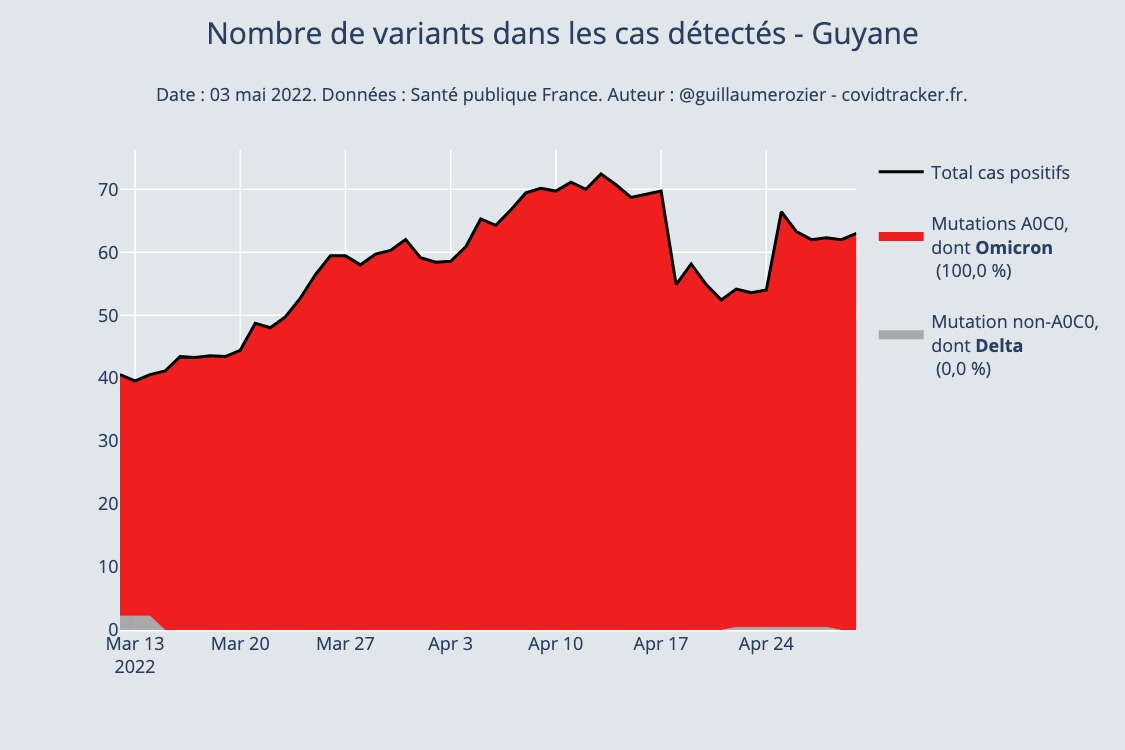 Nombre de variants dans les cas détectés - Guyane
Date : 03 mai 2022. Données : Santé publique France. Auteur : @guillaumerozier - covidtracker.fr.
70
60
50
40
30
20
10
0
Mar 13
2022
Mar 20
Mar 27
Apr 3
Apr 10
Apr 17
Apr 24
Total cas positifs
Mutations A0C0,
dont Omicron
(100,0 %)
Mutation non-A0C0,
dont Delta
(0,0 %)